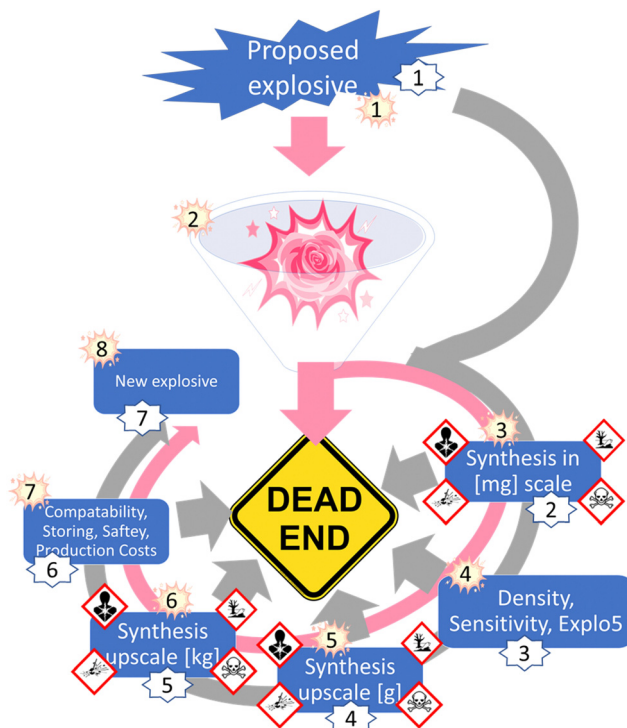 Proposed
explosive
1
1
2
8
New explosive
7
3
Synthesis in
[mg] scale
2
DEAD
END
7
Compatability,
Storing, Saftey,
Production Costs
6
4
Density,
Sensitivity, Explo5
3
6
Synthesis
upscale [kg]
5
5
Synthesis
upscale [g]
4